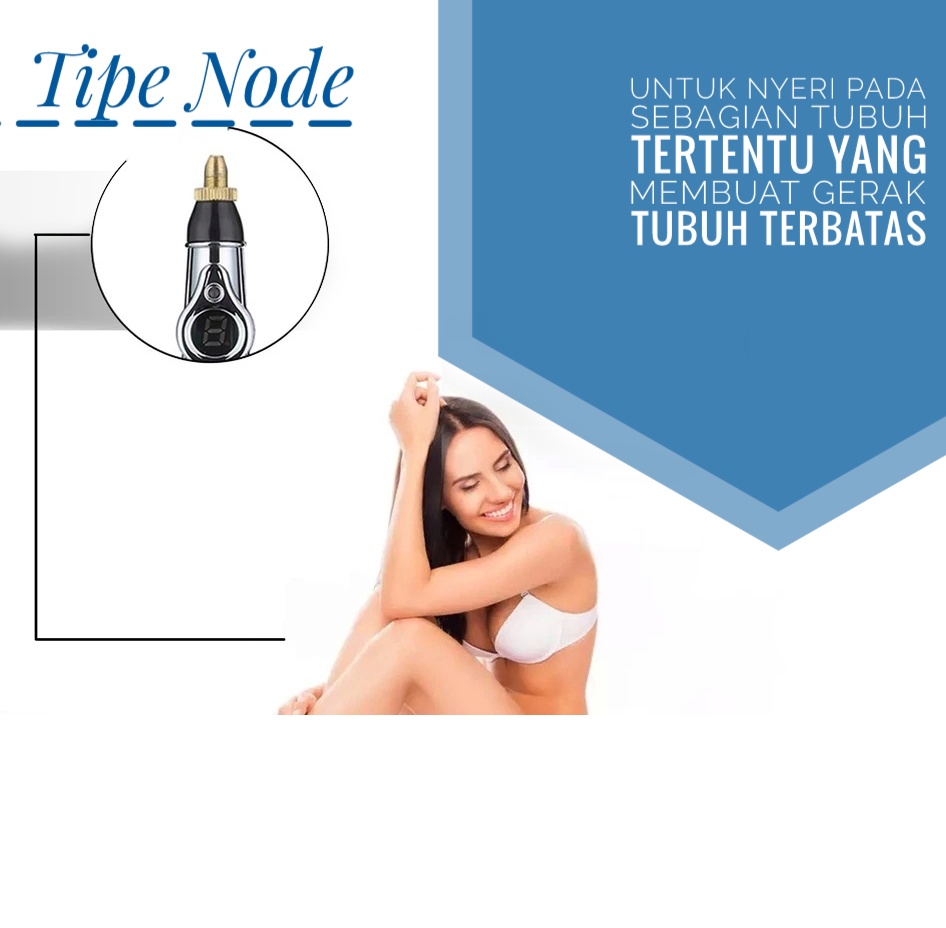 Tipe Node
UNTUK NYERI PADA
SEBAGIAN TUBUH
TERTENTU YANG
MEMBUAT GERAK
TUBUH TERBATAS